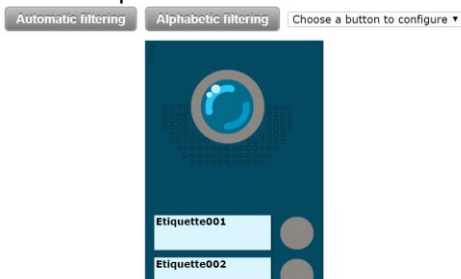 Automatic filtering Alphabetic filtering Choose a button to configure
Etiquette001
Etiquette002